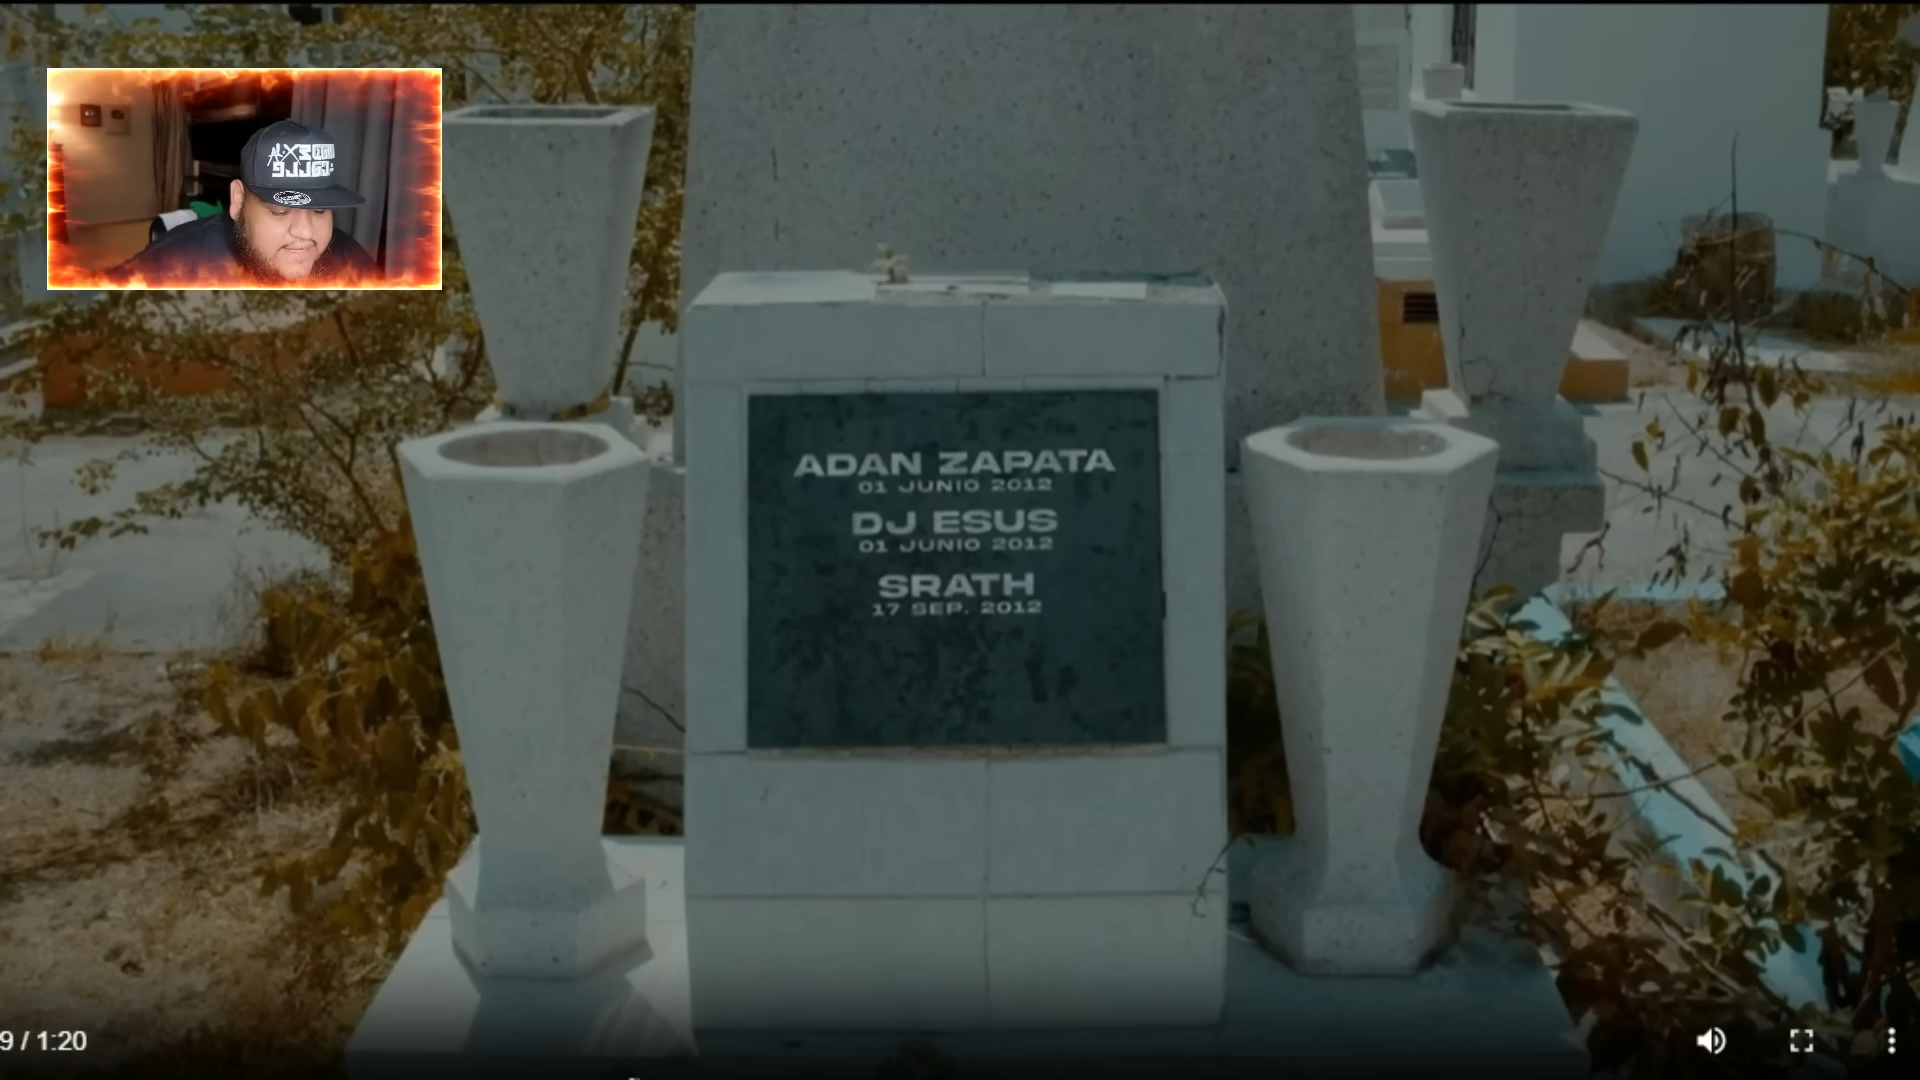 ADAN ZAPATA
01 JUNIO 2012
DJ ESUS
01 JUNIO 2012
SRATH
17 SEP. 2012
9 / 1:20